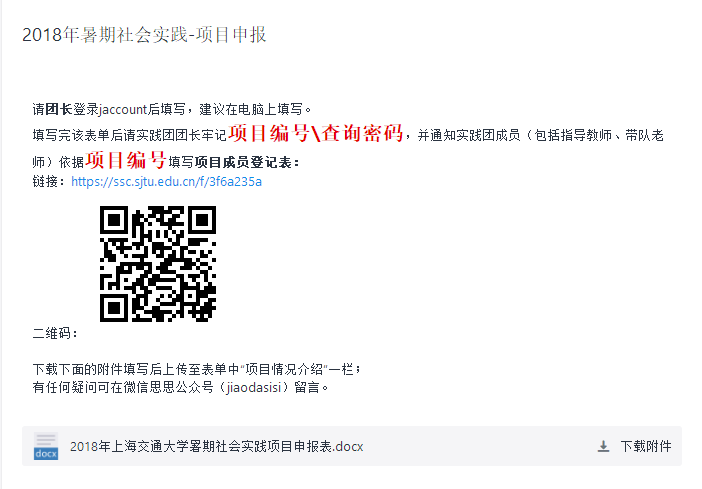 2018年暑期社会实践-项目申报
请团长登录jaccount后填写，建议在电脑上填写。
填写完该表单后请实践团团长牢记项目编号\查询密码，并通知实践团成员（包括指导教师、带队老
师）依据项目编号填写项目成员登记表：
链接：https://ssc.sjtu.edu.cn/f/3f6a235a
二维码：
下载下面的附件填写后上传至表单中“项目情况介绍”一栏；
有任何疑问可在微信思思公众号（jiaodasisi）留言。
docx 2018年上海交通大学暑期社会实践项目申报表.docx 下载附件